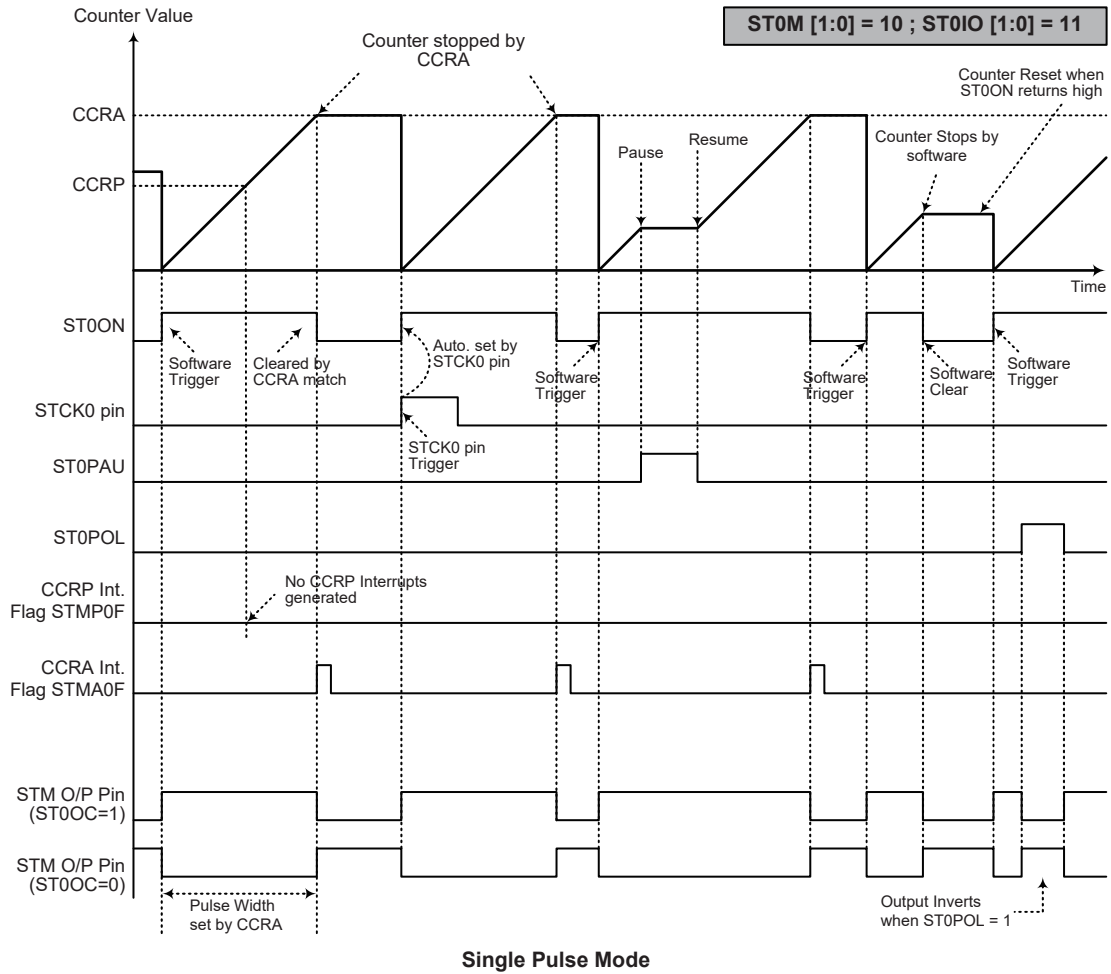 Counter Value
ST0M [1:0] = 10 ; ST0IO [1:0] = 11
Counter stopped by
CCRA
Counter Reset when
ST0ON returns high
CCRA
Pause
Resume
Counter Stops by
software
CCRP
Time
ST0ON
Software
Trigger
Cleared by
CCRA match
Auto. set by
STCK0 pin
Software
Trigger
Software
Trigger
Software
Clear
Software
Trigger
STCK0 pin
STCK0 pin
Trigger
ST0PAU
ST0POL
CCRP Int.
Flag STMP0F
No CCRP Interrupts
generated
CCRA Int.
Flag STMA0F
STM O/P Pin
(ST0OC=1)
STM O/P Pin
(ST0OC=0)
Pulse Width
set by CCRA
Output Inverts
when ST0POL = 1
Single Pulse Mode